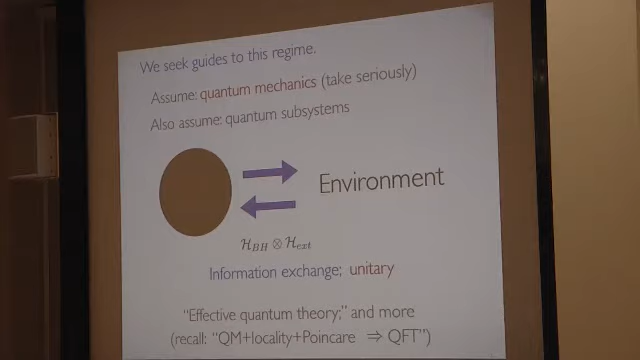 We seek guides to this regime.
Assume: quantum mechanics (take seriously)
Also assume: quantum subsystems
Environment
ℋ_BH ⊗ ℋ_ext
Information exchange; unitary
“Effective quantum theory;” and more
(recall: “QM+locality+Poincare ⇒ QFT”)